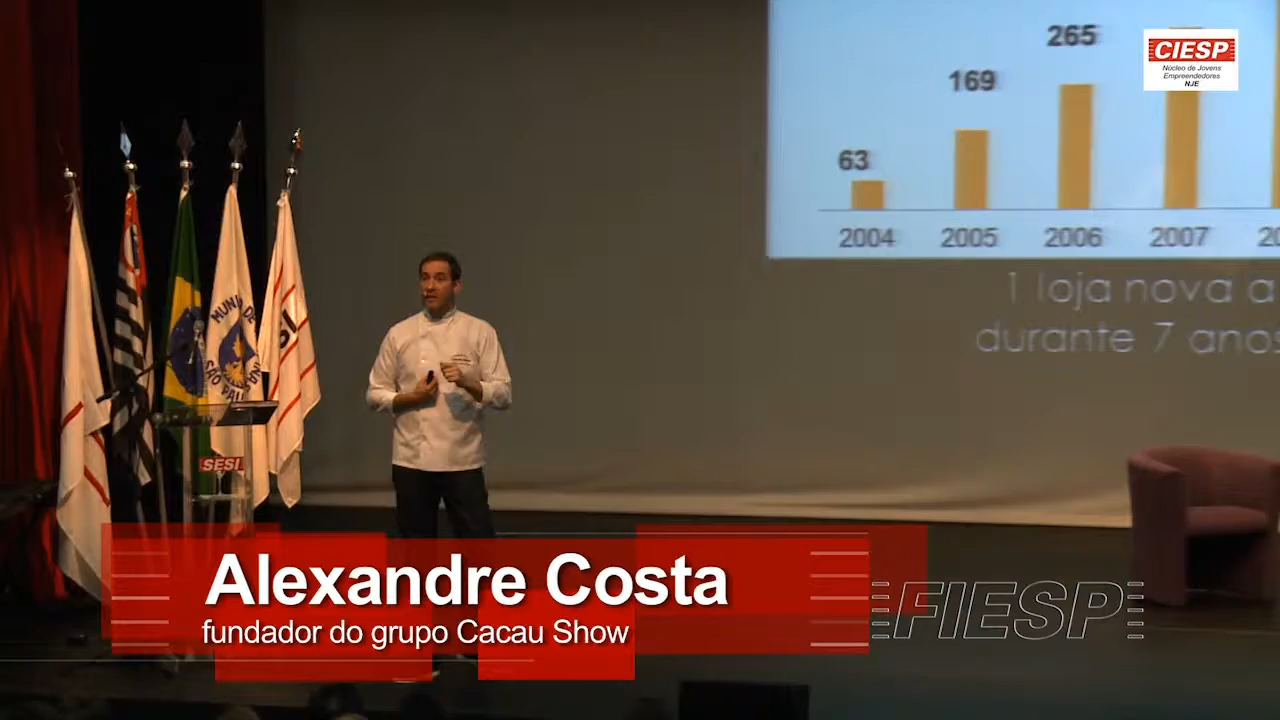 265
169
63
2004
2005
2006
2007
1 loja nova a
durante 7 anos
CIESP
Núcleo de Jovens
Empreendedores
NJE
SESI
Alexandre Costa
fundador do grupo Cacau Show
FIESP